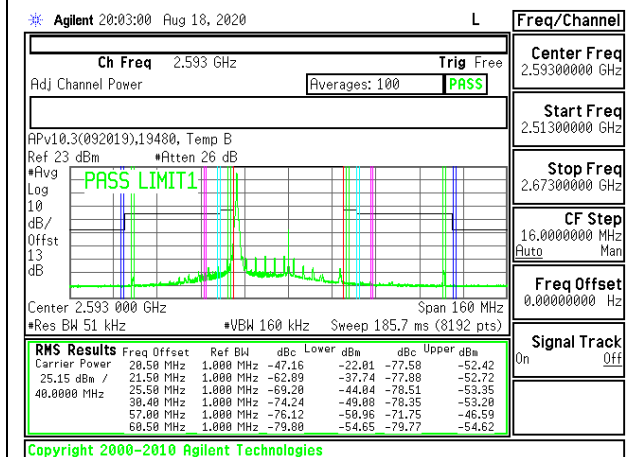 Agilent 20:03:00 Aug 18, 2020 L
Freq/Channel
Ch Freq 2.593 GHz Trig Free
Adj Channel Power Averages: 100 PASS
Center Freq
2.59300000 GHz
Start Freq
2.51300000 GHz
APv10.3(092019),19480, Temp B
Ref 23 dBm #Atten 26 dB
#Avg
Log
10
dB/
Offst
13
dB
PASS LIMIT1
Stop Freq
2.67300000 GHz
CF Step
16.0000000 MHz
Auto Man
Freq Offset
0.00000000 Hz
Center 2.593 000 GHz Span 160 MHz
#Res BW 51 kHz #VBW 160 kHz Sweep 185.7 ms (8192 pts)
Signal Track
On Off
RMS Results Freq Offset Ref BW dBc Lower dBm dBc Upper dBm
Carrier Power 20.50 MHz 1.000 MHz -47.16 -22.01 -77.58 -52.42
25.15 dBm / 21.50 MHz 1.000 MHz -62.89 -37.74 -77.88 -52.72
40.0000 MHz 25.50 MHz 1.000 MHz -69.20 -44.04 -78.51 -53.35
30.40 MHz 1.000 MHz -74.24 -49.08 -78.35 -53.20
57.00 MHz 1.000 MHz -76.12 -50.96 -71.75 -46.59
60.50 MHz 1.000 MHz -79.80 -54.65 -79.77 -54.62
Copyright 2000-2010 Agilent Technologies